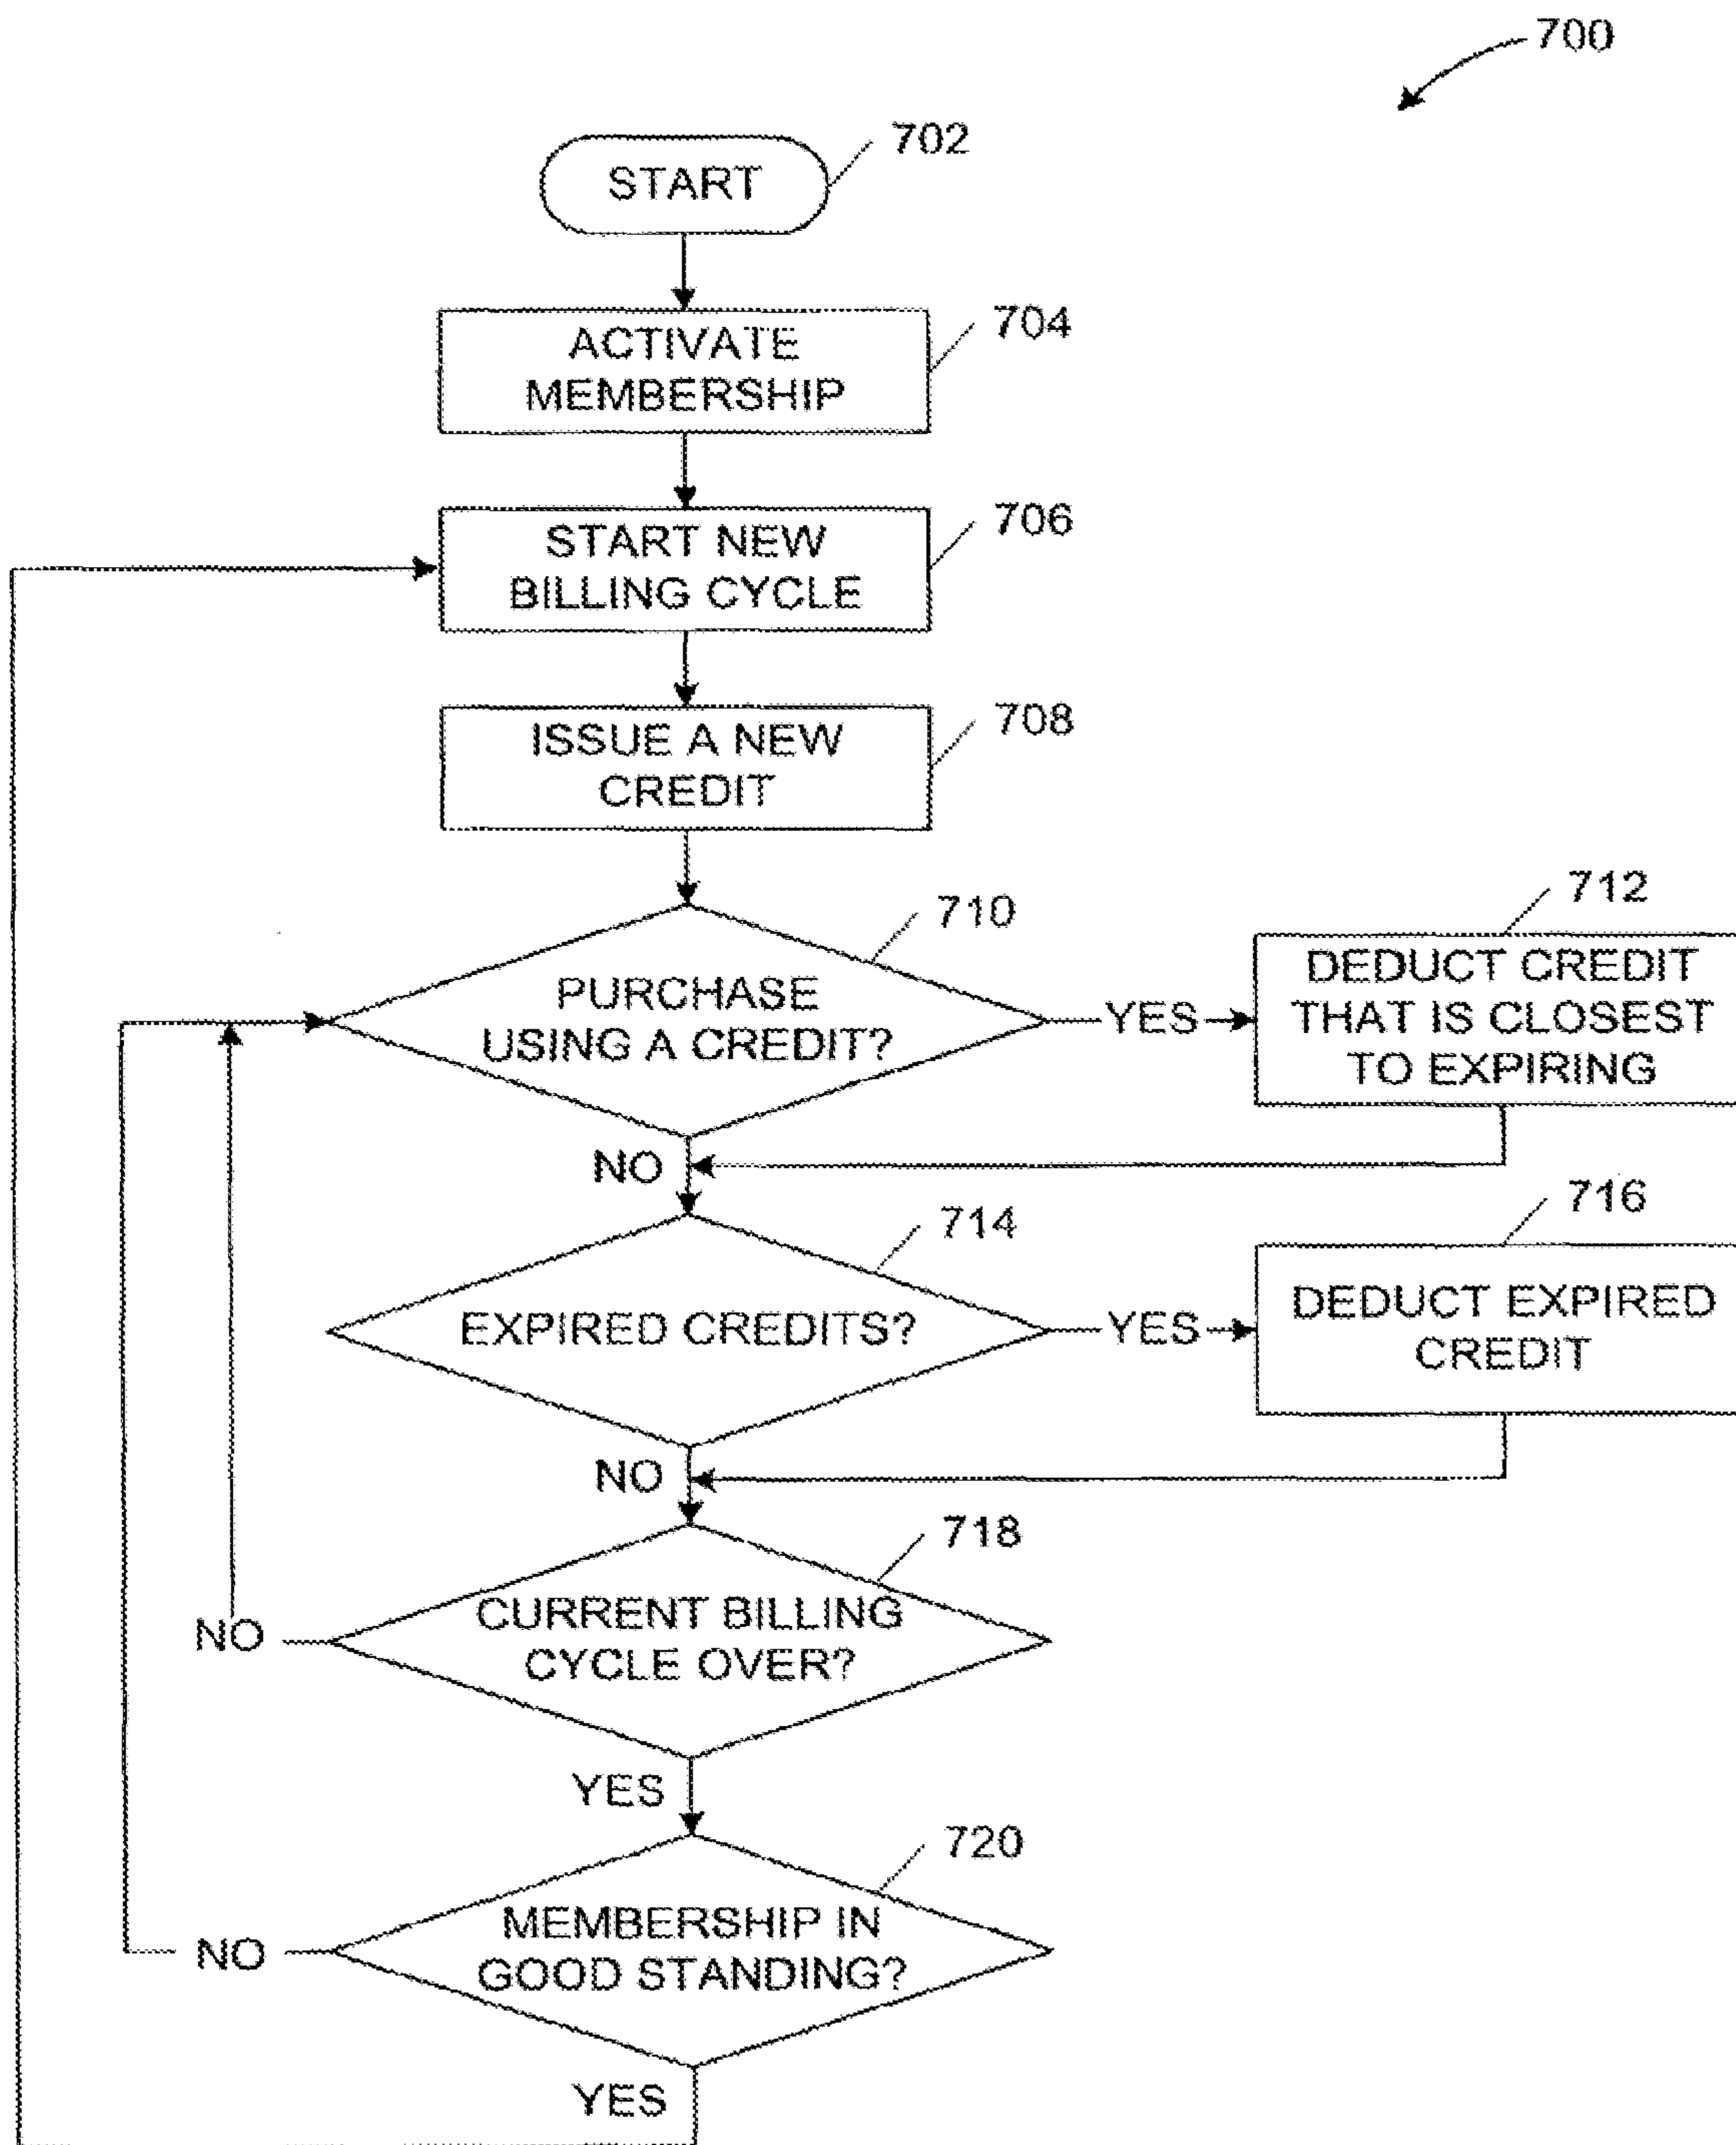 700
702
START
704
ACTIVATE
MEMBERSHIP
706
START NEW
BILLING CYCLE
708
ISSUE A NEW
CREDIT
710
PURCHASE
USING A CREDIT?
YES
712
DEDUCT CREDIT
THAT IS CLOSEST
TO EXPIRING
NO
714
EXPIRED CREDITS?
YES
716
DEDUCT EXPIRED
CREDIT
NO
718
CURRENT BILLING
CYCLE OVER?
NO
YES
720
MEMBERSHIP IN
GOOD STANDING?
NO
YES